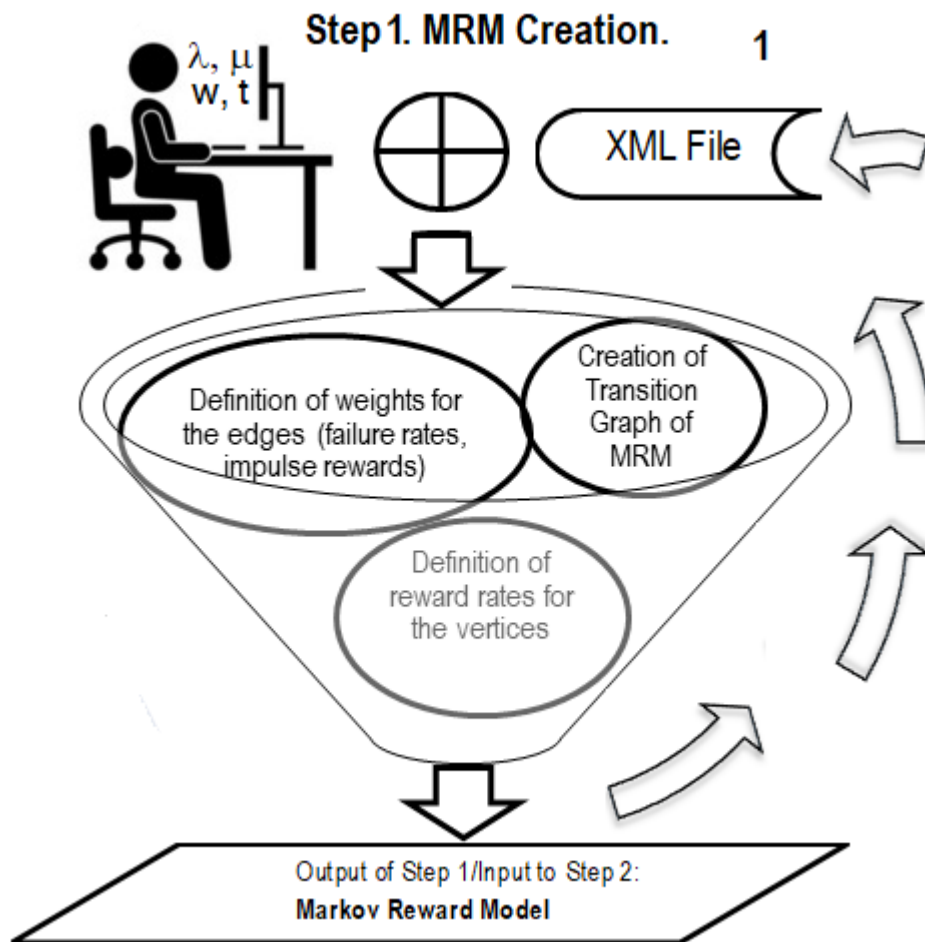 Step 1. MRM Creation.
1
λ, μ
w, t
XML File
Definition of weights for
the edges (failure rates,
impulse rewards)
Creation of
Transition
Graph of
MRM
Definition of
reward rates for
the vertices
Output of Step 1/Input to Step 2:
Markov Reward Model